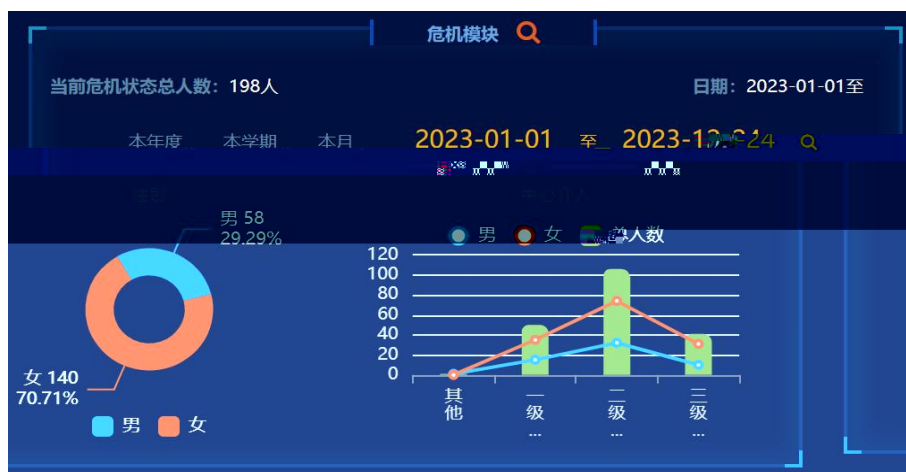 危机模块
当前危机状态总人数：198人
日期：2023-01-01至
本年度 本学期 本月 2023-01-01 至
男 58
29.29%
男 女 总人数
120
100
80
60
40
20
0
女 140
70.71%
其他 一级... 二级... 三级...
男 女